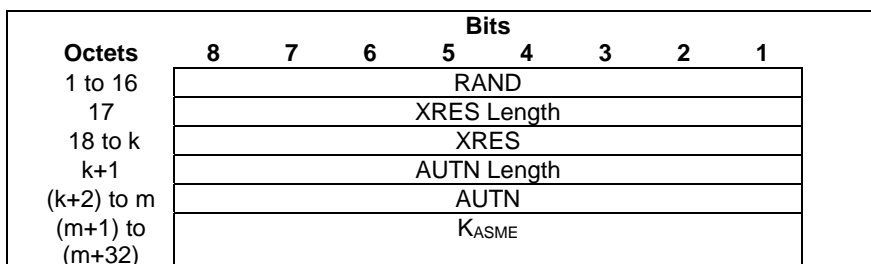 Bits
Octets 8 7 6 5 4 3 2 1
1 to 16 RAND
17 XRES Length
18 to k XRES
k+1 AUTN Length
(k+2) to m AUTN
(m+1) to K_ASME
(m+32)